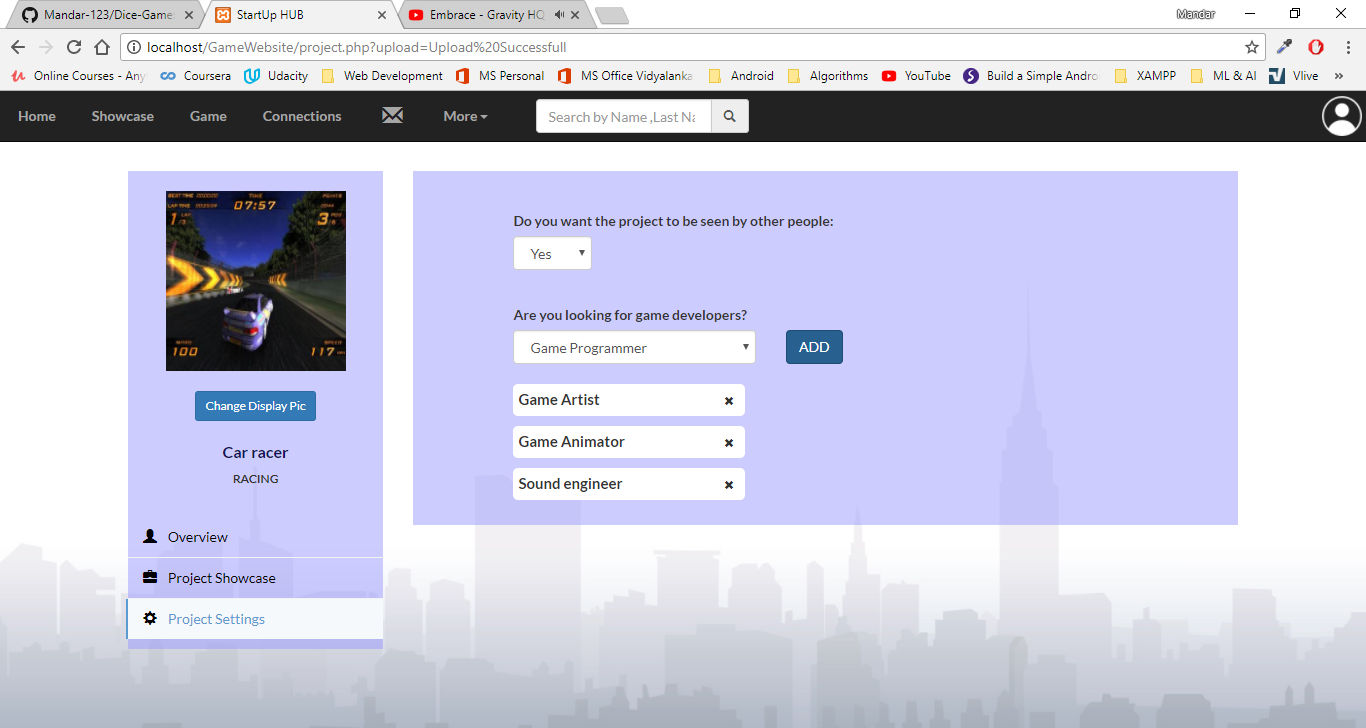 Mandar-123/Dice-Game:
StartUp HUB
Embrace - Gravity HQ
Mandar
localhost/GameWebsite/project.php?upload=Upload%20Successfull
Online Courses - Any
Coursera
Udacity
Web Development
MS Personal
MS Office Vidyalanka
Android
Algorithms
YouTube
Build a Simple Andro
XAMPP
ML & AI
Vlive
»
Home
Showcase
Game
Connections
More
Search by Name ,Last Na
BEST TIME
TIME
LAP TIME
07:57
1
3
100
117
Change Display Pic
Car racer
RACING
Overview
Project Showcase
Project Settings
Do you want the project to be seen by other people:
Yes
Are you looking for game developers?
Game Programmer
ADD
Game Artist
Game Animator
Sound engineer